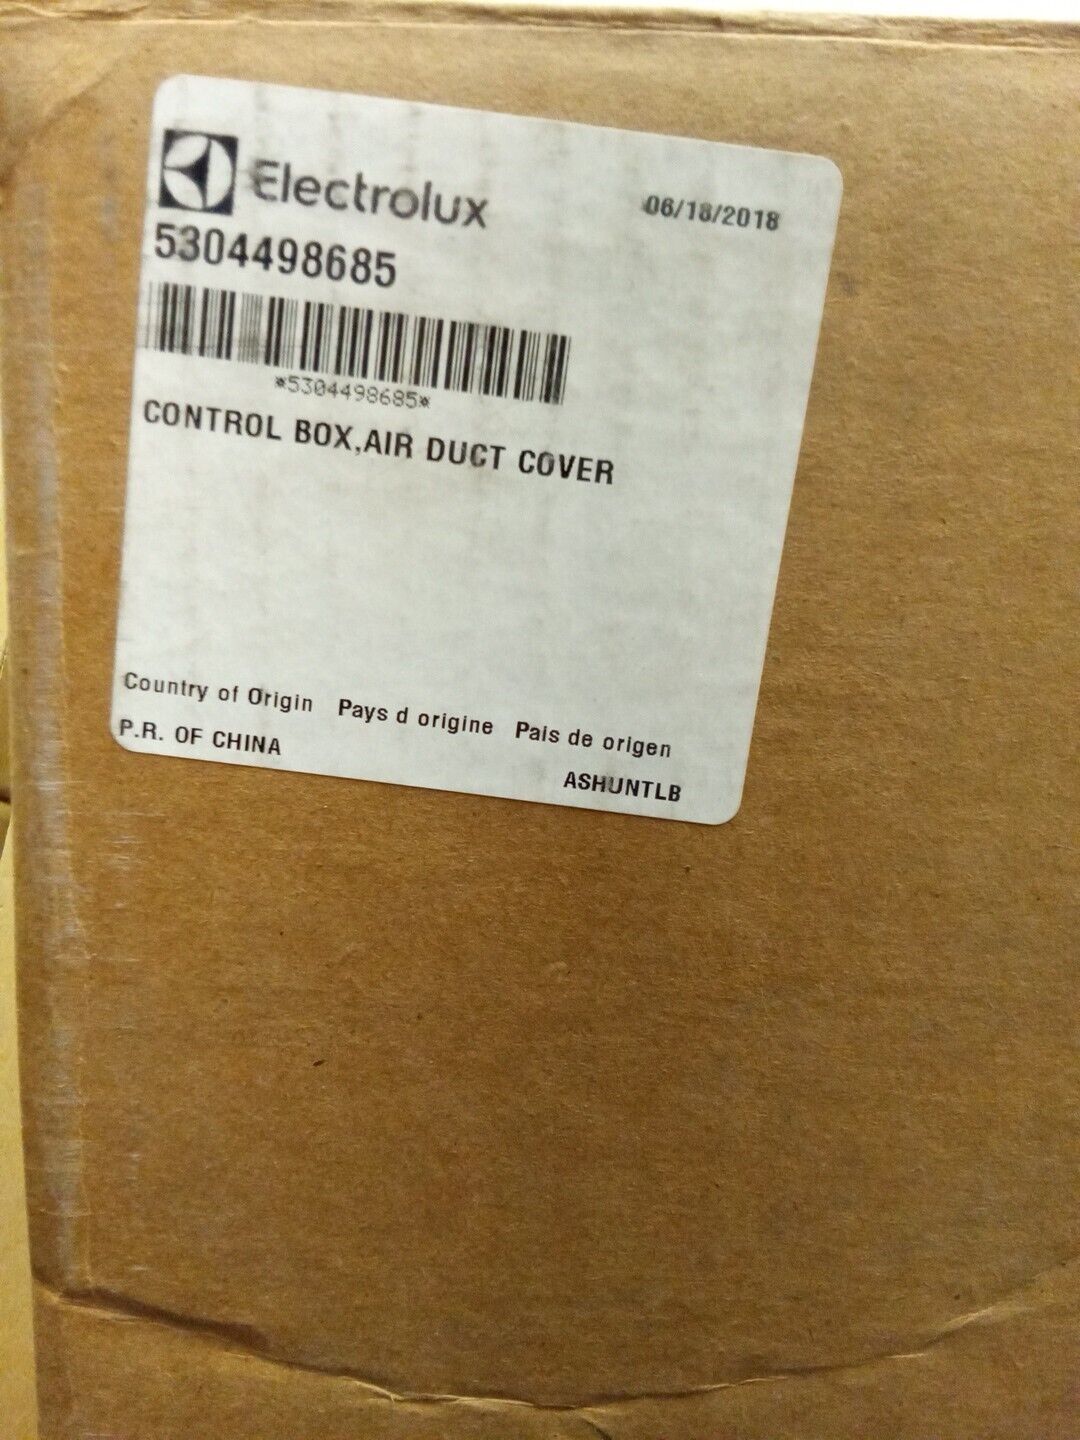 Electrolux
06/18/2018
5304498685
*5304498685*
CONTROL BOX,AIR DUCT COVER
Country of Origin Pays d origine Pais de origen
P.R. OF CHINA
ASHUNTLB